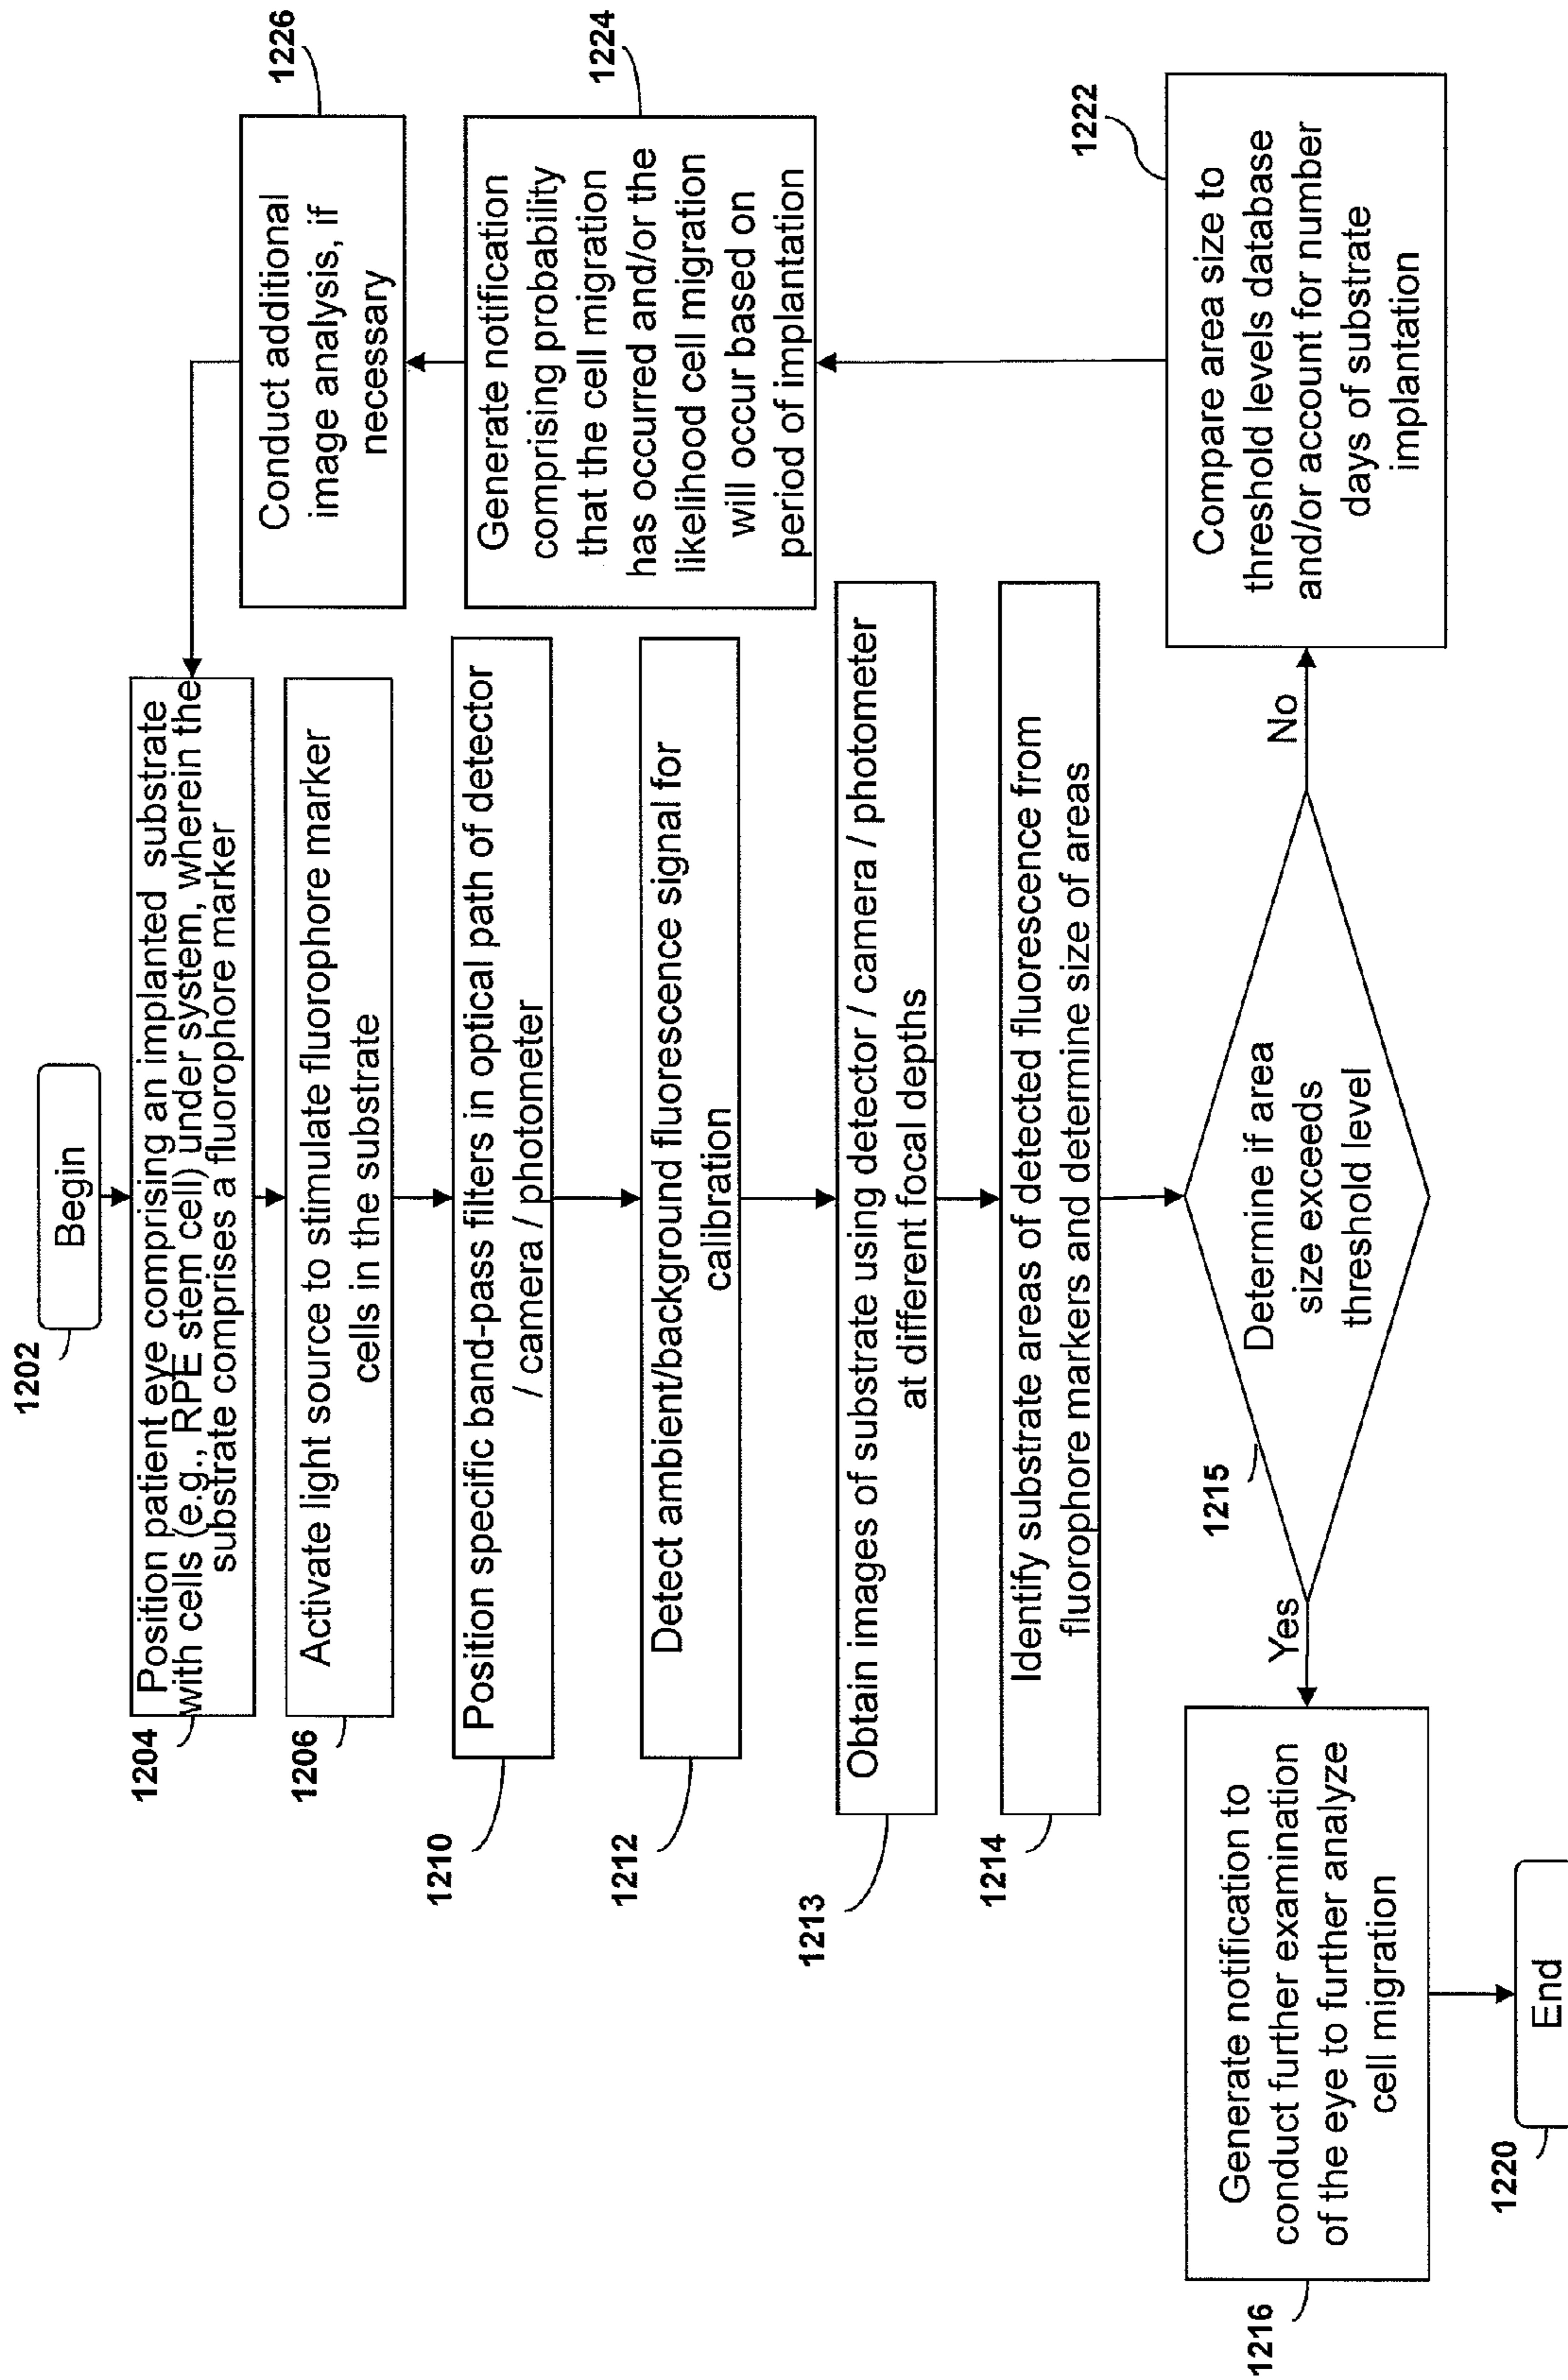 1202
Begin
1204
Position patient eye comprising an implanted substrate
with cells (e.g., RPE stem cell) under system, wherein the
substrate comprises a fluorophore marker
1206
Activate light source to stimulate fluorophore marker
cells in the substrate
1210
Position specific band-pass filters in optical path of detector
/ camera / photometer
1212
Detect ambient/background fluorescence signal for
calibration
1213
Obtain images of substrate using detector / camera / photometer
at different focal depths
1214
Identify substrate areas of detected fluorescence from
fluorophore markers and determine size of areas
1215
Determine if area
size exceeds
threshold level
Yes
No
1216
Generate notification to
conduct further examination
of the eye to further analyze
cell migration
1220
End
1222
Compare area size to
threshold levels database
and/or account for number
days of substrate
implantation
1224
Generate notification
comprising probability
that the cell migration
has occurred and/or the
likelihood cell migration
will occur based on
period of implantation
1226
Conduct additional
image analysis, if
necessary